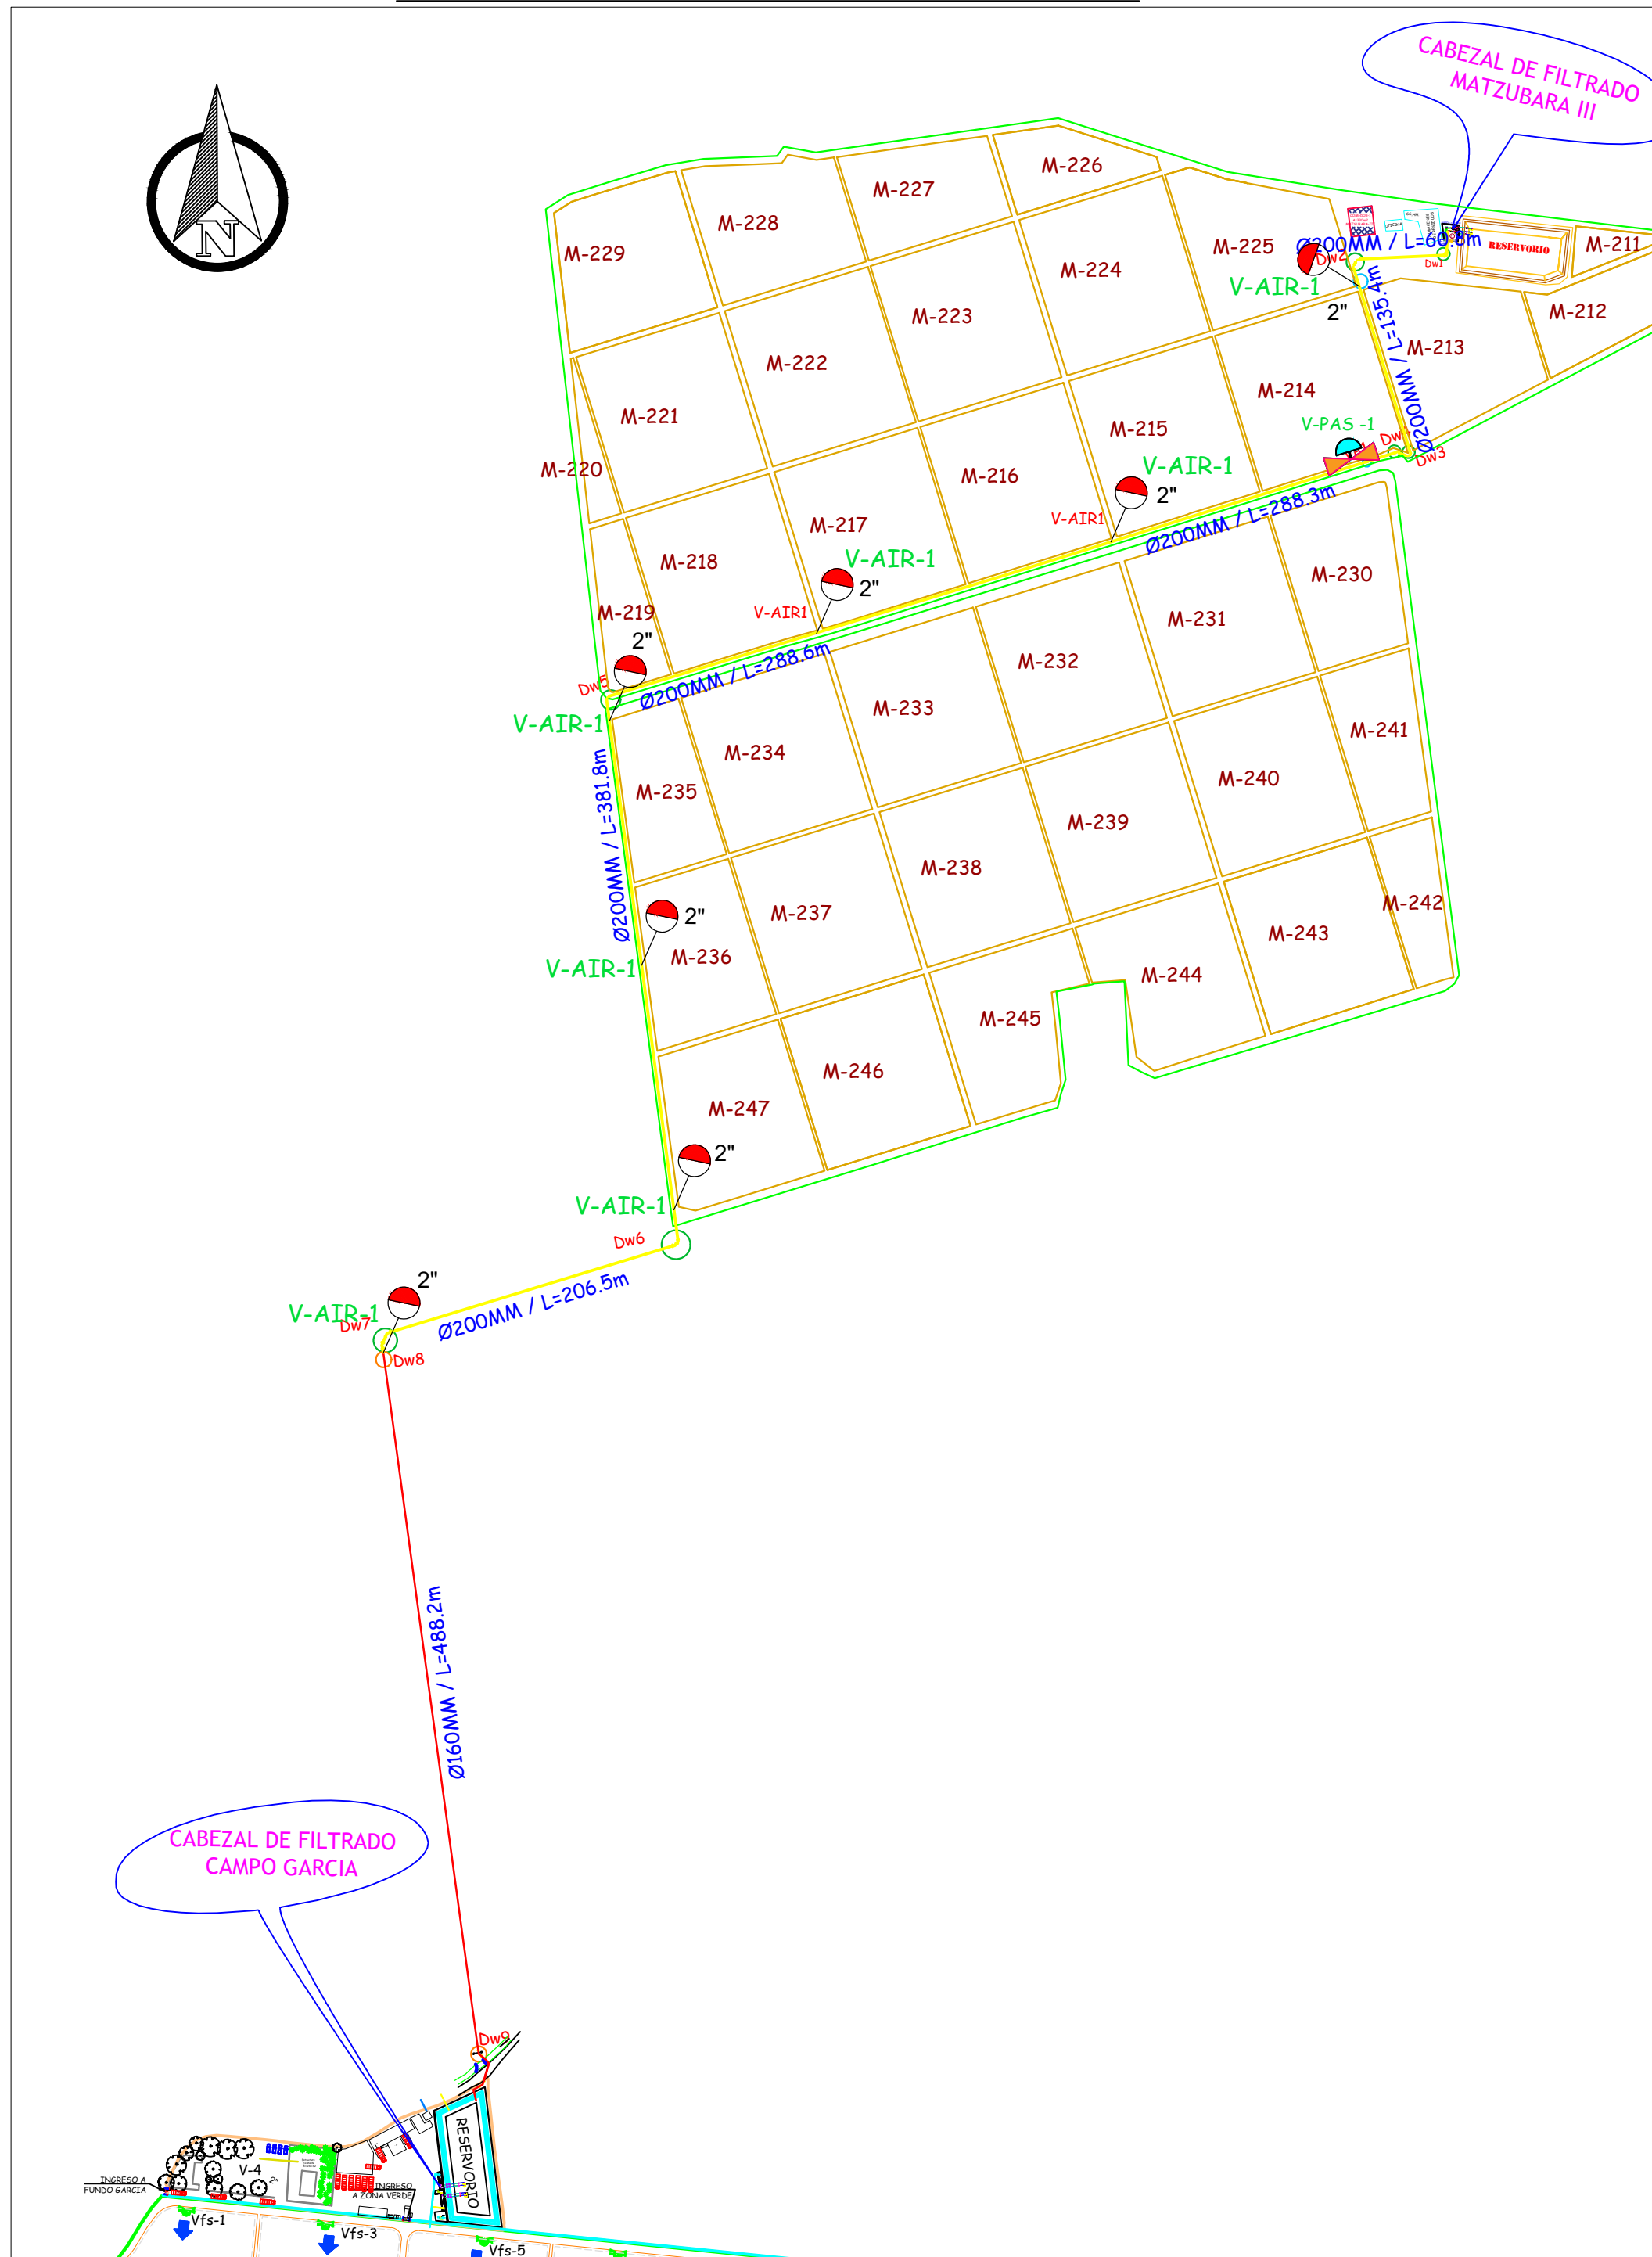 CABEZAL DE FILTRADO
MATZUBARA III
N
M-226
M-227
M-228
M-229
M-225
M-224
M-223
M-222
M-221
M-220
Ø200MM / L=60.8m
Dw1
Dw2
RESERVORIO
M-211
M-212
V-AIR-1
2"
Ø200MM / L=135.4m
M-213
M-214
V-PAS -1
Dw3
M-215
V-AIR-1
2"
V-AIR1
Ø200MM / L=288.3m
M-216
M-217
V-AIR-1
2"
V-AIR1
M-218
M-219
2"
Dw5
V-AIR-1
Ø200MM / L=288.6m
M-230
M-231
M-232
M-233
M-234
M-235
Ø200MM / L=381.8m
M-241
M-240
M-239
M-238
M-237
2"
M-236
V-AIR-1
M-242
M-243
M-244
M-245
M-246
M-247
2"
V-AIR-1
Dw6
Ø200MM / L=206.5m
2"
V-AIR-1
Dw7
Dw8
Ø160MM / L=488.2m
CABEZAL DE FILTRADO
CAMPO GARCIA
Dw9
RESERVORIO
V-4
2"
INGRESO A
FUNDO GARCIA
INGRESO
A ZONA VERDE
Vfs-1
Vfs-3
Vfs-5